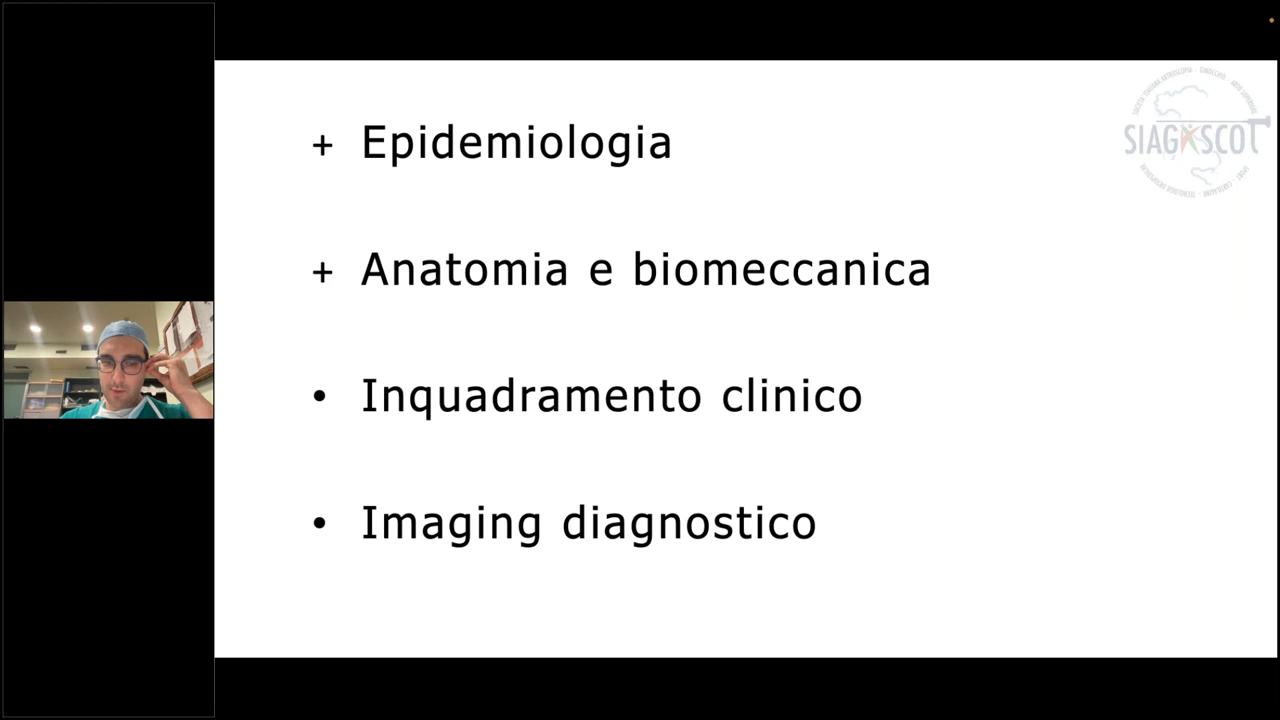 + Epidemiologia
+ Anatomia e biomeccanica
• Inquadramento clinico
• Imaging diagnostico
SIAGASCOT